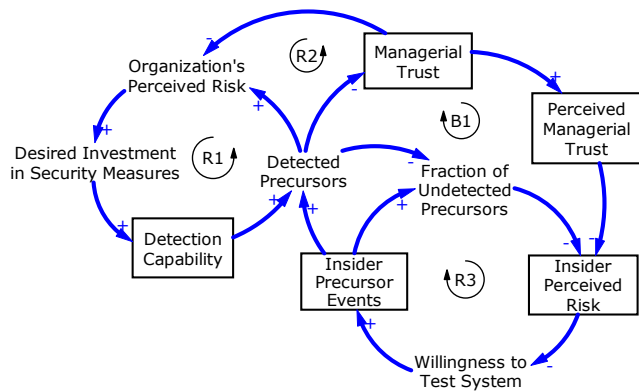 R2
Managerial
Trust
Organization's
Perceived Risk
-
-
+
+
+
B1
Perceived
Managerial
Trust
+
R1
Desired Investment
in Security Measures
Detected
Precursors
-
Fraction of
Undetected
Precursors
+
+
+
+
Detection
Capability
Insider
Precursor
Events
R3
-
-
Insider
Perceived
Risk
+
-
Willingness to
Test System